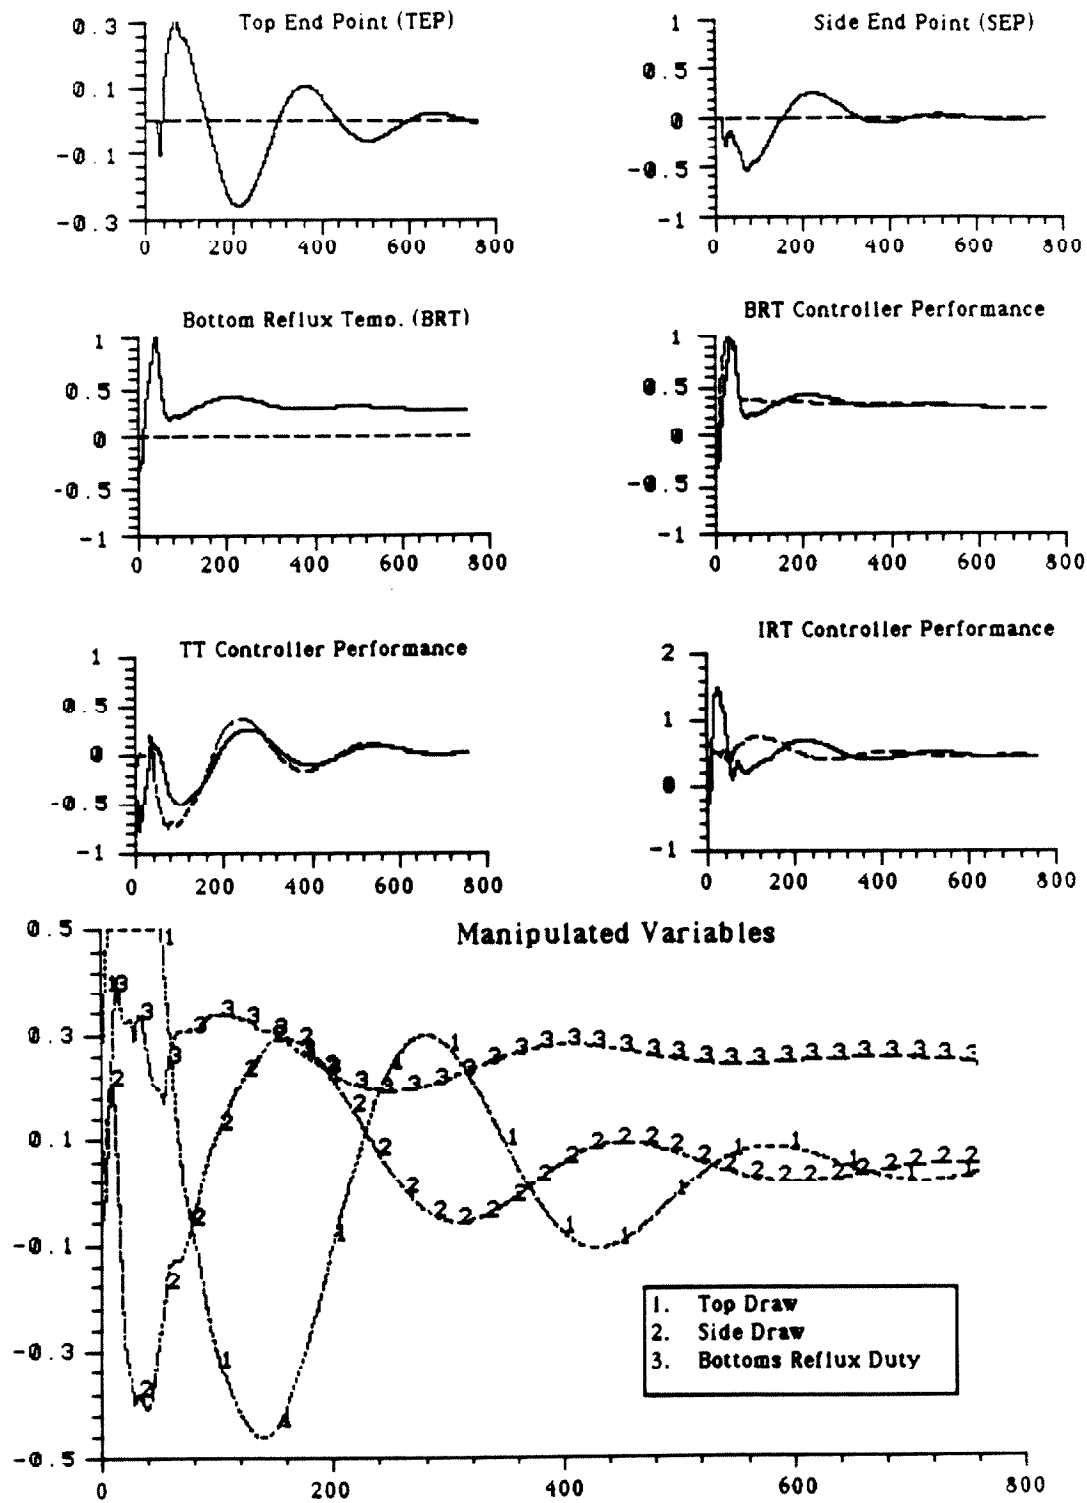 Top End Point (TEP)
0.3
0.1
-0.1
-0.3
0 200 400 600 800
Side End Point (SEP)
1
0.5
0
-0.5
-1
0 200 400 600 800
Bottom Reflux Temp. (BRT)
1
0.5
0
-0.5
-1
0 200 400 600 800
BRT Controller Performance
1
0.5
0
-0.5
-1
0 200 400 600 800
TT Controller Performance
1
0.5
0
-0.5
-1
0 200 400 600 800
IRT Controller Performance
2
1
0
-1
0 200 400 600 800
Manipulated Variables
0.5
0.3
0.1
-0.1
-0.3
-0.5
0 200 400 600 800
1. Top Draw
2. Side Draw
3. Bottoms Reflux Duty